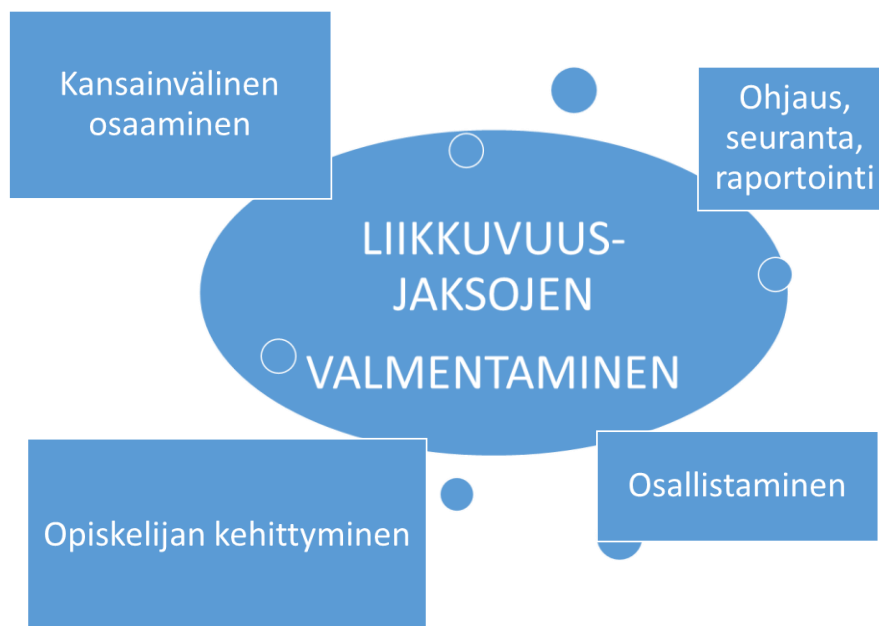 Kansainvälinen
osaaminen
Ohjaus,
seuranta,
raportointi
LIIKKUVUUS-
JAKSOJEN
VALMENTAMINEN
Opiskelijan kehittyminen
Osallistaminen